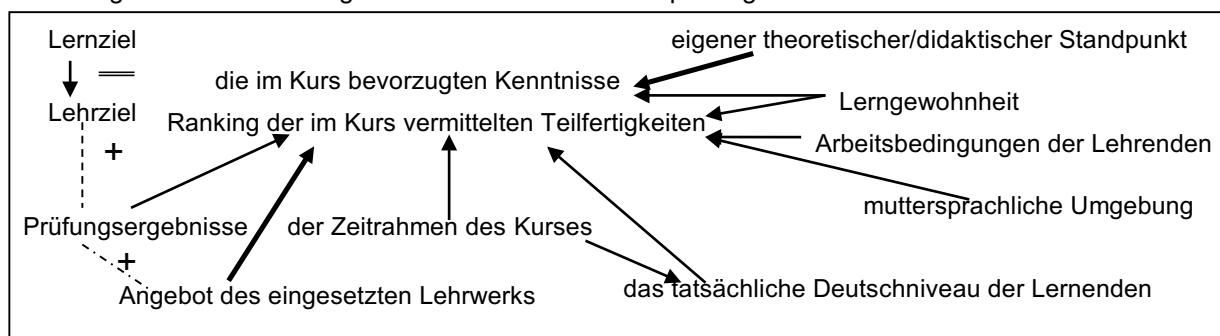 Lernziel
eigener theoretischer/didaktischer Standpunkt
die im Kurs bevorzugten Kenntnisse
Lehrziel
Lerngewohnheit
Ranking der im Kurs vermittelten Teilfertigkeiten
+
Arbeitsbedingungen der Lehrenden
muttersprachliche Umgebung
Prüfungsergebnisse
der Zeitrahmen des Kurses
+
Angebot des eingesetzten Lehrwerks
das tatsächliche Deutschniveau der Lernenden